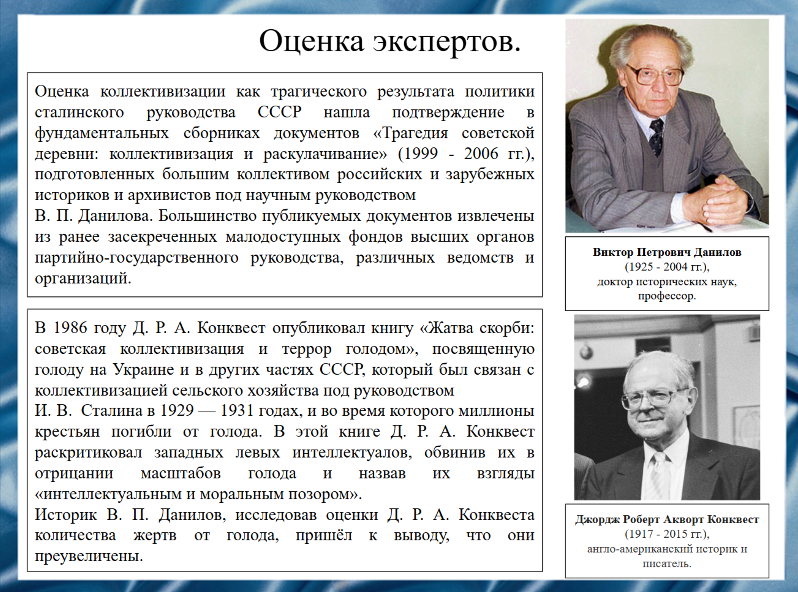 Оценка экспертов.
Оценка коллективизации как трагического результата политики
сталинского руководства СССР нашла подтверждение в
фундаментальных сборниках документов «Трагедия советской
деревни: коллективизация и раскулачивание» (1999 - 2006 гг.),
подготовленных большим коллективом российских и зарубежных
историков и архивистов под научным руководством
В. П. Данилова. Большинство публикуемых документов извлечены
из ранее засекреченных малодоступных фондов высших органов
партийно-государственного руководства, различных ведомств и
организаций.
Виктор Петрович Данилов
(1925 - 2004 гг.),
доктор исторических наук,
профессор.
В 1986 году Д. Р. А. Конквест опубликовал книгу «Жатва скорби:
советская коллективизация и террор голодом», посвященную
голоду на Украине и в других частях СССР, который был связан с
коллективизацией сельского хозяйства под руководством
И. В. Сталина в 1929 — 1931 годах, и во время которого миллионы
крестьян погибли от голода. В этой книге Д. Р. А. Конквест
раскритиковал западных левых интеллектуалов, обвинив их в
отрицании масштабов голода и назвав их взгляды
«интеллектуальным и моральным позором».
Историк В. П. Данилов, исследовав оценки Д. Р. А. Конквеста
количества жертв от голода, пришёл к выводу, что они
преувеличены.
Джордж Роберт Акворт Конквест
(1917 - 2015 гг.),
англо-американский историк и
писатель.